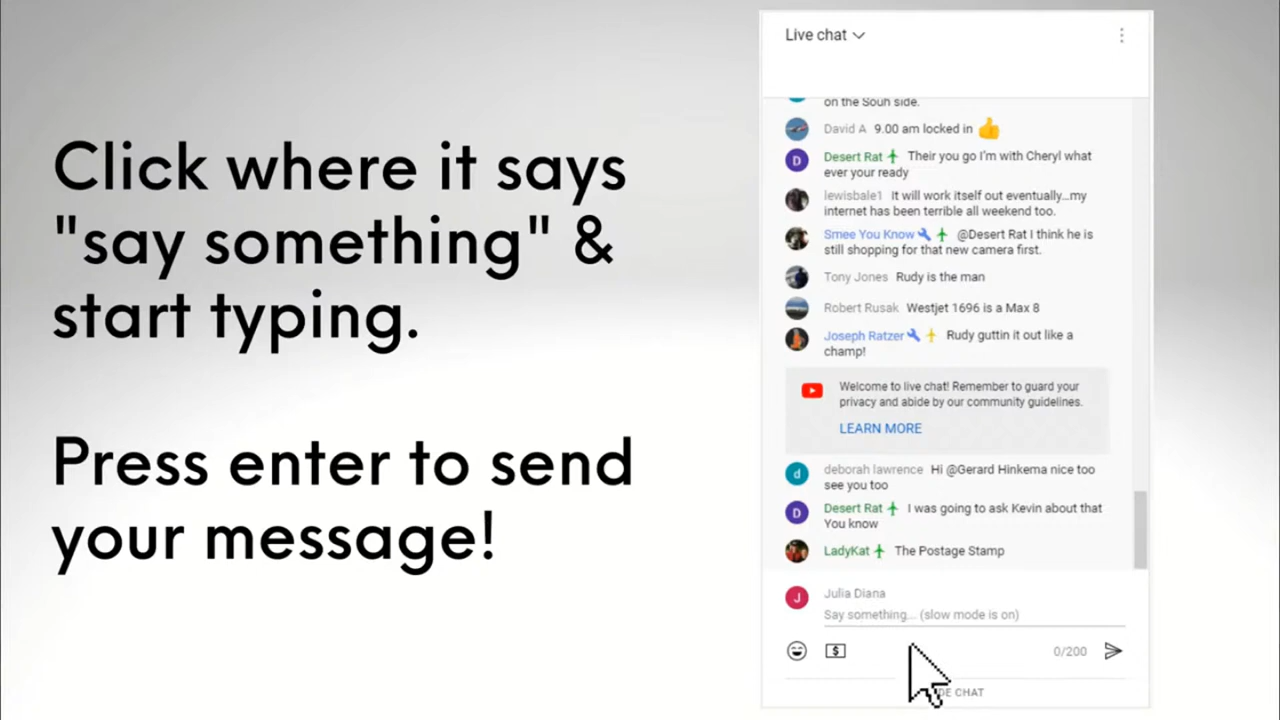 Click where it says
"say something" &
start typing.
Press enter to send
your message!
Live chat
on the Souh side.
David A 9.00 am locked in 👍
Desert Rat Their you go I'm with Cheryl what
ever your ready
lewisbale1 It will work itself out eventually...my
internet has been terrible all weekend too.
Smee You Know @Desert Rat I think he is
still shopping for that new camera first.
Tony Jones Rudy is the man
Robert Rusak Westjet 1696 is a Max 8
Joseph Ratzer Rudy guttin it out like a
champ!
Welcome to live chat! Remember to guard your
privacy and abide by our community guidelines.
LEARN MORE
d
deborah lawrence Hi @Gerard Hinkema nice too
see you too
D
Desert Rat I was going to ask Kevin about that
You know
LadyKat The Postage Stamp
J
Julia Diana
Say something... (slow mode is on)
$
0/200
DE CHAT